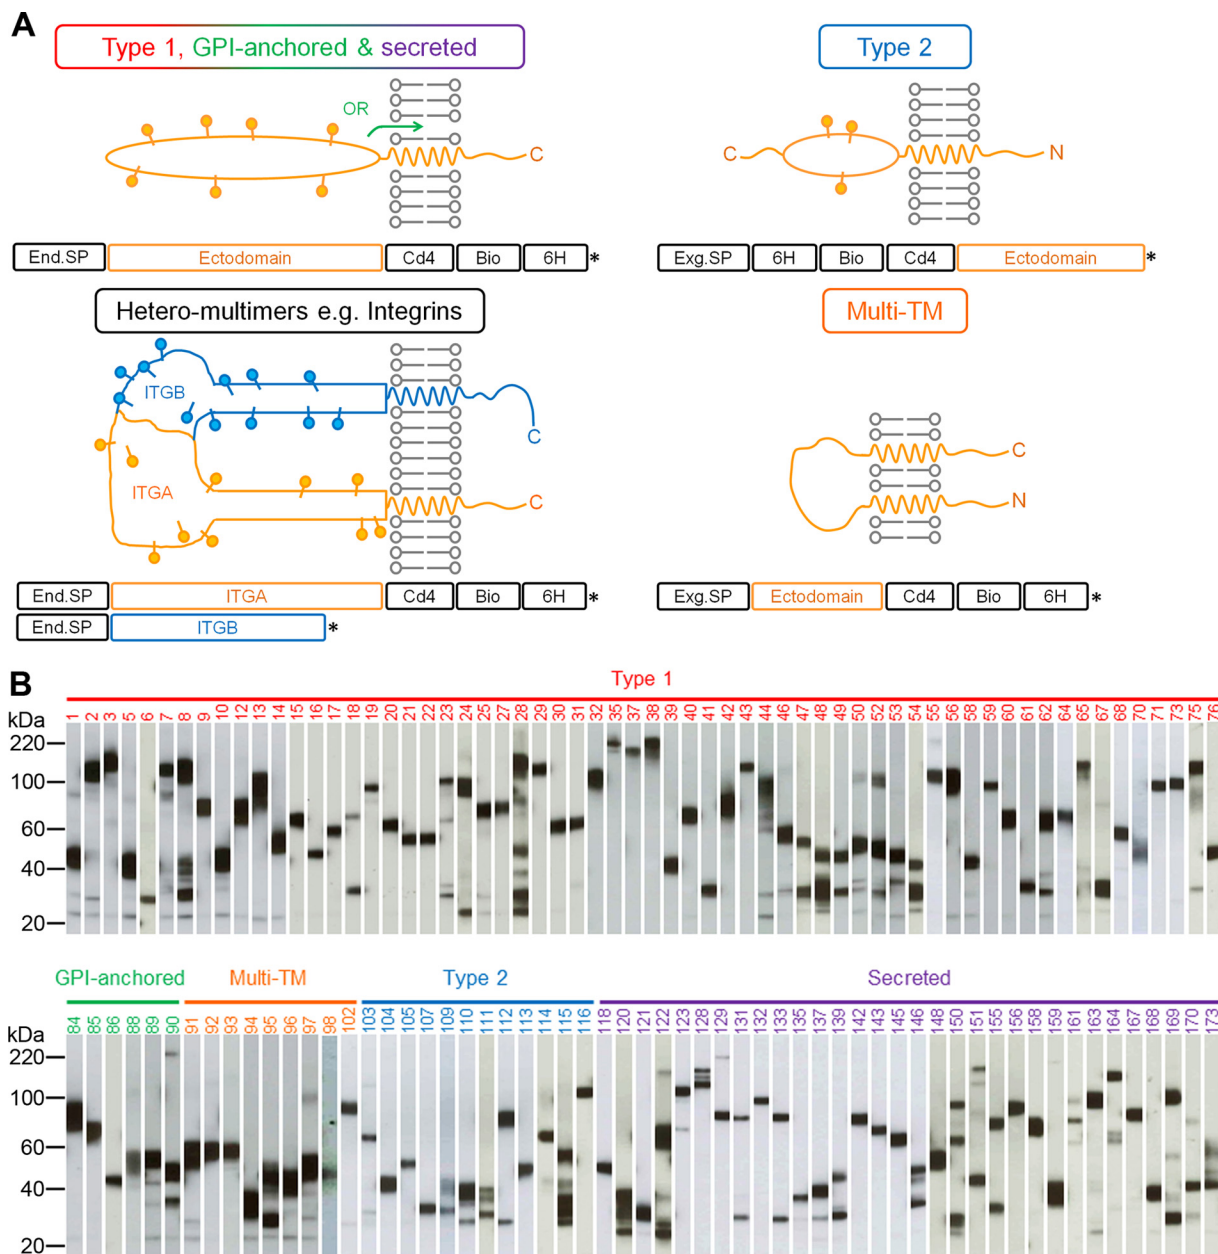 A
Type 1, GPI-anchored & secreted
Type 2
OR
C
C
N
End.SP Ectodomain Cd4 Bio 6H *
Exg.SP 6H Bio Cd4 Ectodomain *
Hetero-multimers e.g. Integrins
Multi-TM
ITGB
C
ITGA
C
C
N
End.SP ITGA Cd4 Bio 6H *
Exg.SP Ectodomain Cd4 Bio 6H *
End.SP ITGB *
B
Type 1
kDa 1 2 3 5 6 7 8 9 10 12 13 14 15 16 17 18 19 20 21 22 23 24 25 27 28 29 30 31 32 35 37 38 39 40 41 42 43 44 46 47 48 49 50 52 53 54 55 56 58 59 60 61 62 64 65 67 68 70 71 73 75 76
220
100
60
40
20
GPI-anchored Multi-TM Type 2 Secreted
kDa 84 85 86 88 89 90 91 92 93 94 95 96 97 98 102 103 104 105 107 109 110 111 112 113 114 115 116 118 120 121 122 123 128 129 131 132 133 135 137 139 142 143 145 146 148 150 151 155 156 158 159 161 163 164 167 168 169 170 173
220
100
60
40
20